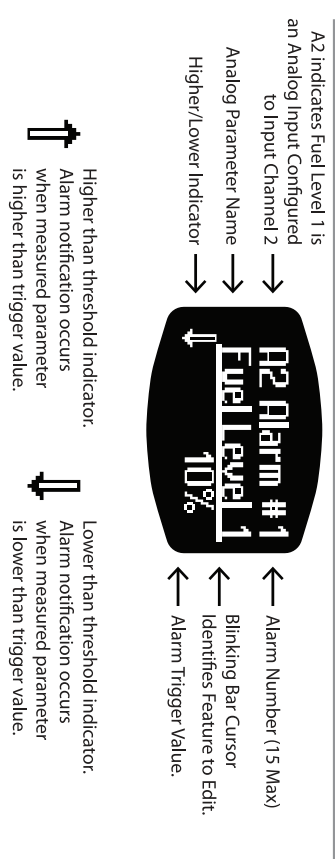 A2 indicates Fuel Level 1 is
an Analog Input Configured
to Input Channel 2
Analog Parameter Name
Higher/Lower Indicator
A2 Alarm #1
Fuel Level 1
10%
Alarm Number (15 Max)
Blinking Bar Cursor
Identifies Feature to Edit.
Alarm Trigger Value.
Higher than threshold indicator.
Alarm notification occurs
when measured parameter
is higher than trigger value.
Lower than threshold indicator.
Alarm notification occurs
when measured parameter
is lower than trigger value.